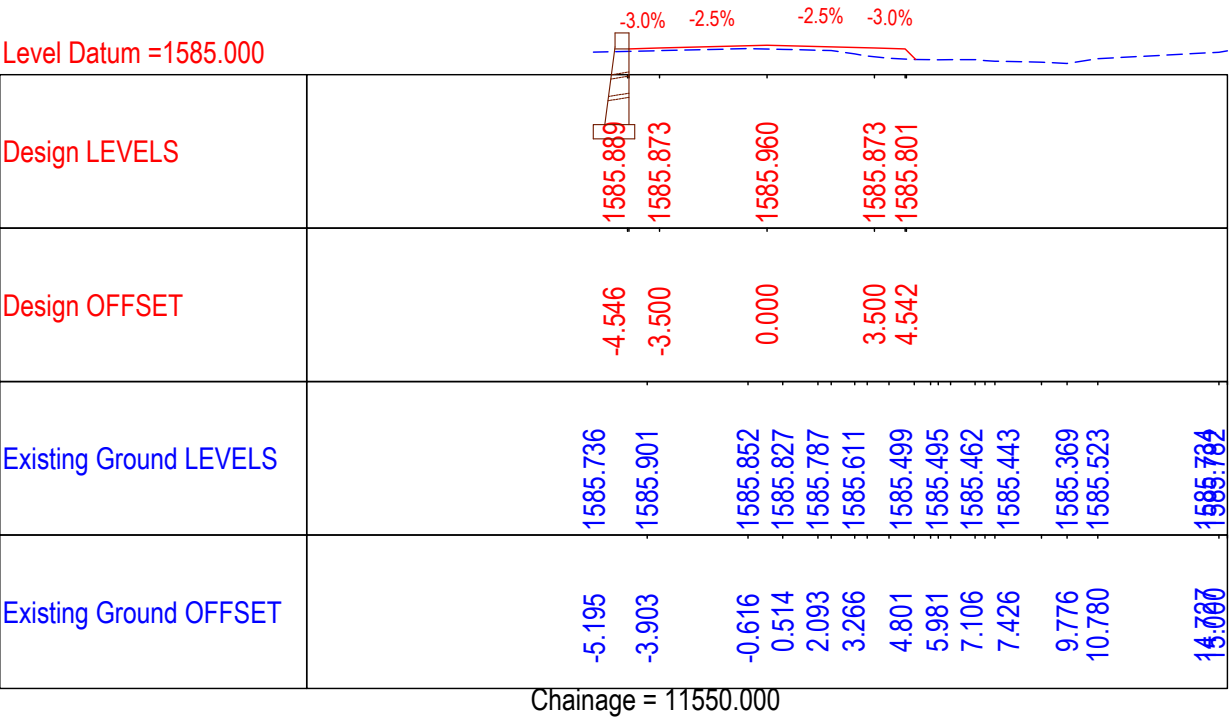 -3.0% -2.5% -2.5% -3.0%
Level Datum =1585.000
Design LEVELS 1585.889 1585.873 1585.960 1585.873 1585.801
Design OFFSET -4.546 -3.500 0.000 3.500 4.542
Existing Ground LEVELS 1585.736 1585.901 1585.852 1585.827 1585.787 1585.611 1585.499 1585.495 1585.462 1585.443 1585.369 1585.523
Existing Ground OFFSET -5.195 -3.903 -0.616 0.514 2.093 3.266 4.801 5.981 7.106 7.426 9.776 10.780
Chainage = 11550.000